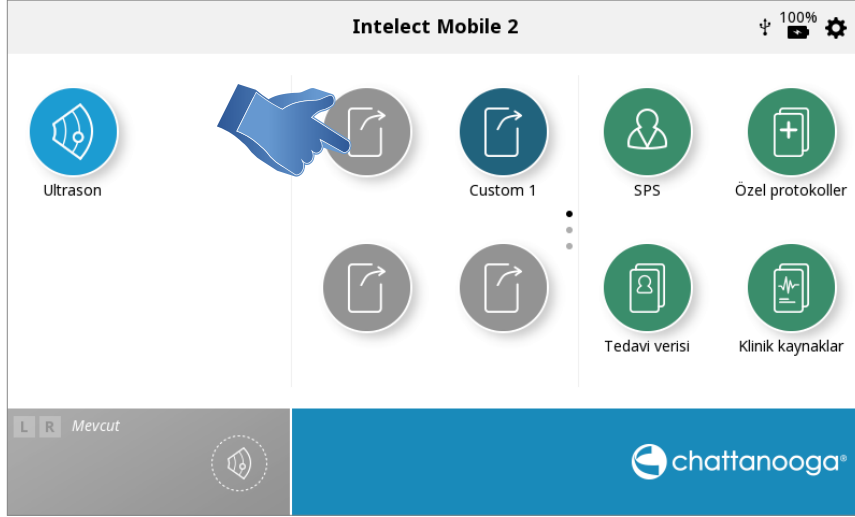 Intelect Mobile 2
100%
Ultrason
Custom 1
SPS
Özel protokoller
Tedavi verisi
Klinik kaynaklar
L R Mevcut
chattanooga®